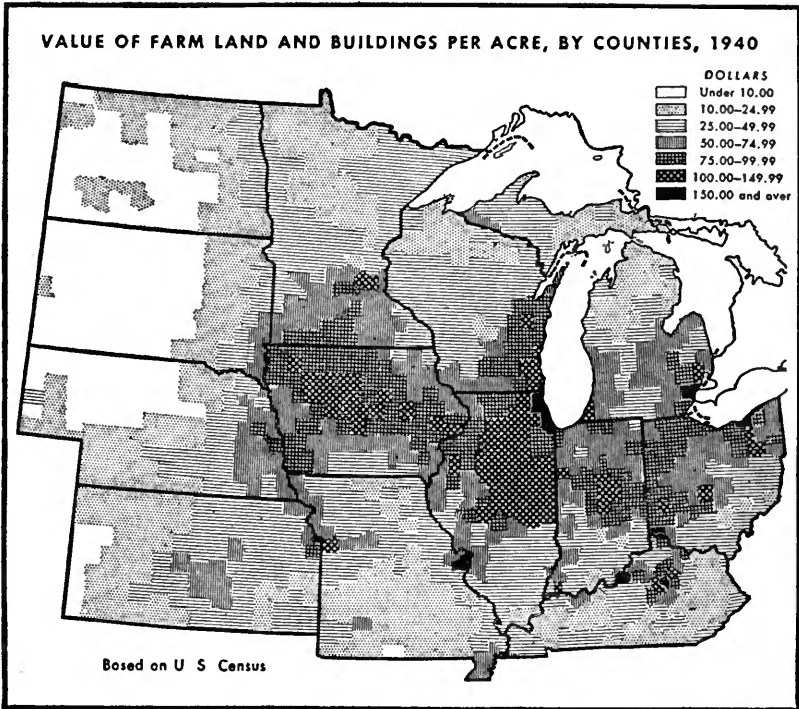 VALUE OF FARM LAND AND BUILDINGS PER ACRE, BY COUNTIES, 1940
DOLLARS
Under 10.00
10.00–24.99
25.00–49.99
50.00–74.99
75.00–99.99
100.00–149.99
150.00 and over
Based on U S Census